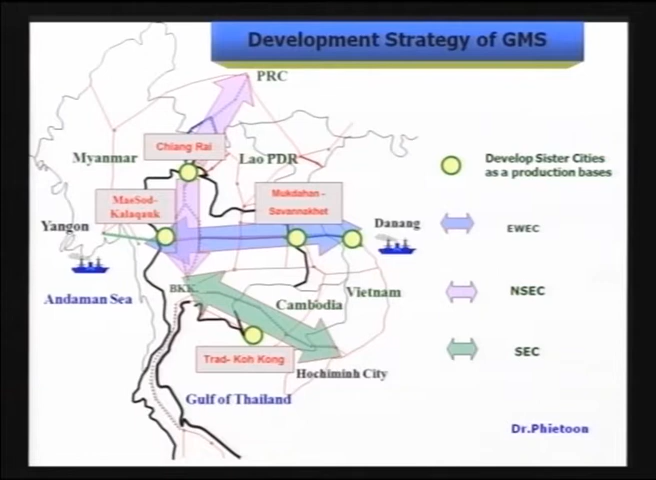 Development Strategy of GMS
PRC
Chiang Rai
Myanmar
Lao PDR
MaeSod-
Kalaqauk
Mukdahan -
Savannakhet
Yangon
Danang
Andaman Sea
BKK
Cambodia
Vietnam
Trad- Koh Kong
Hochiminh City
Gulf of Thailand
Develop Sister Cities
as a production bases
EWEC
NSEC
SEC
Dr.Phietoon